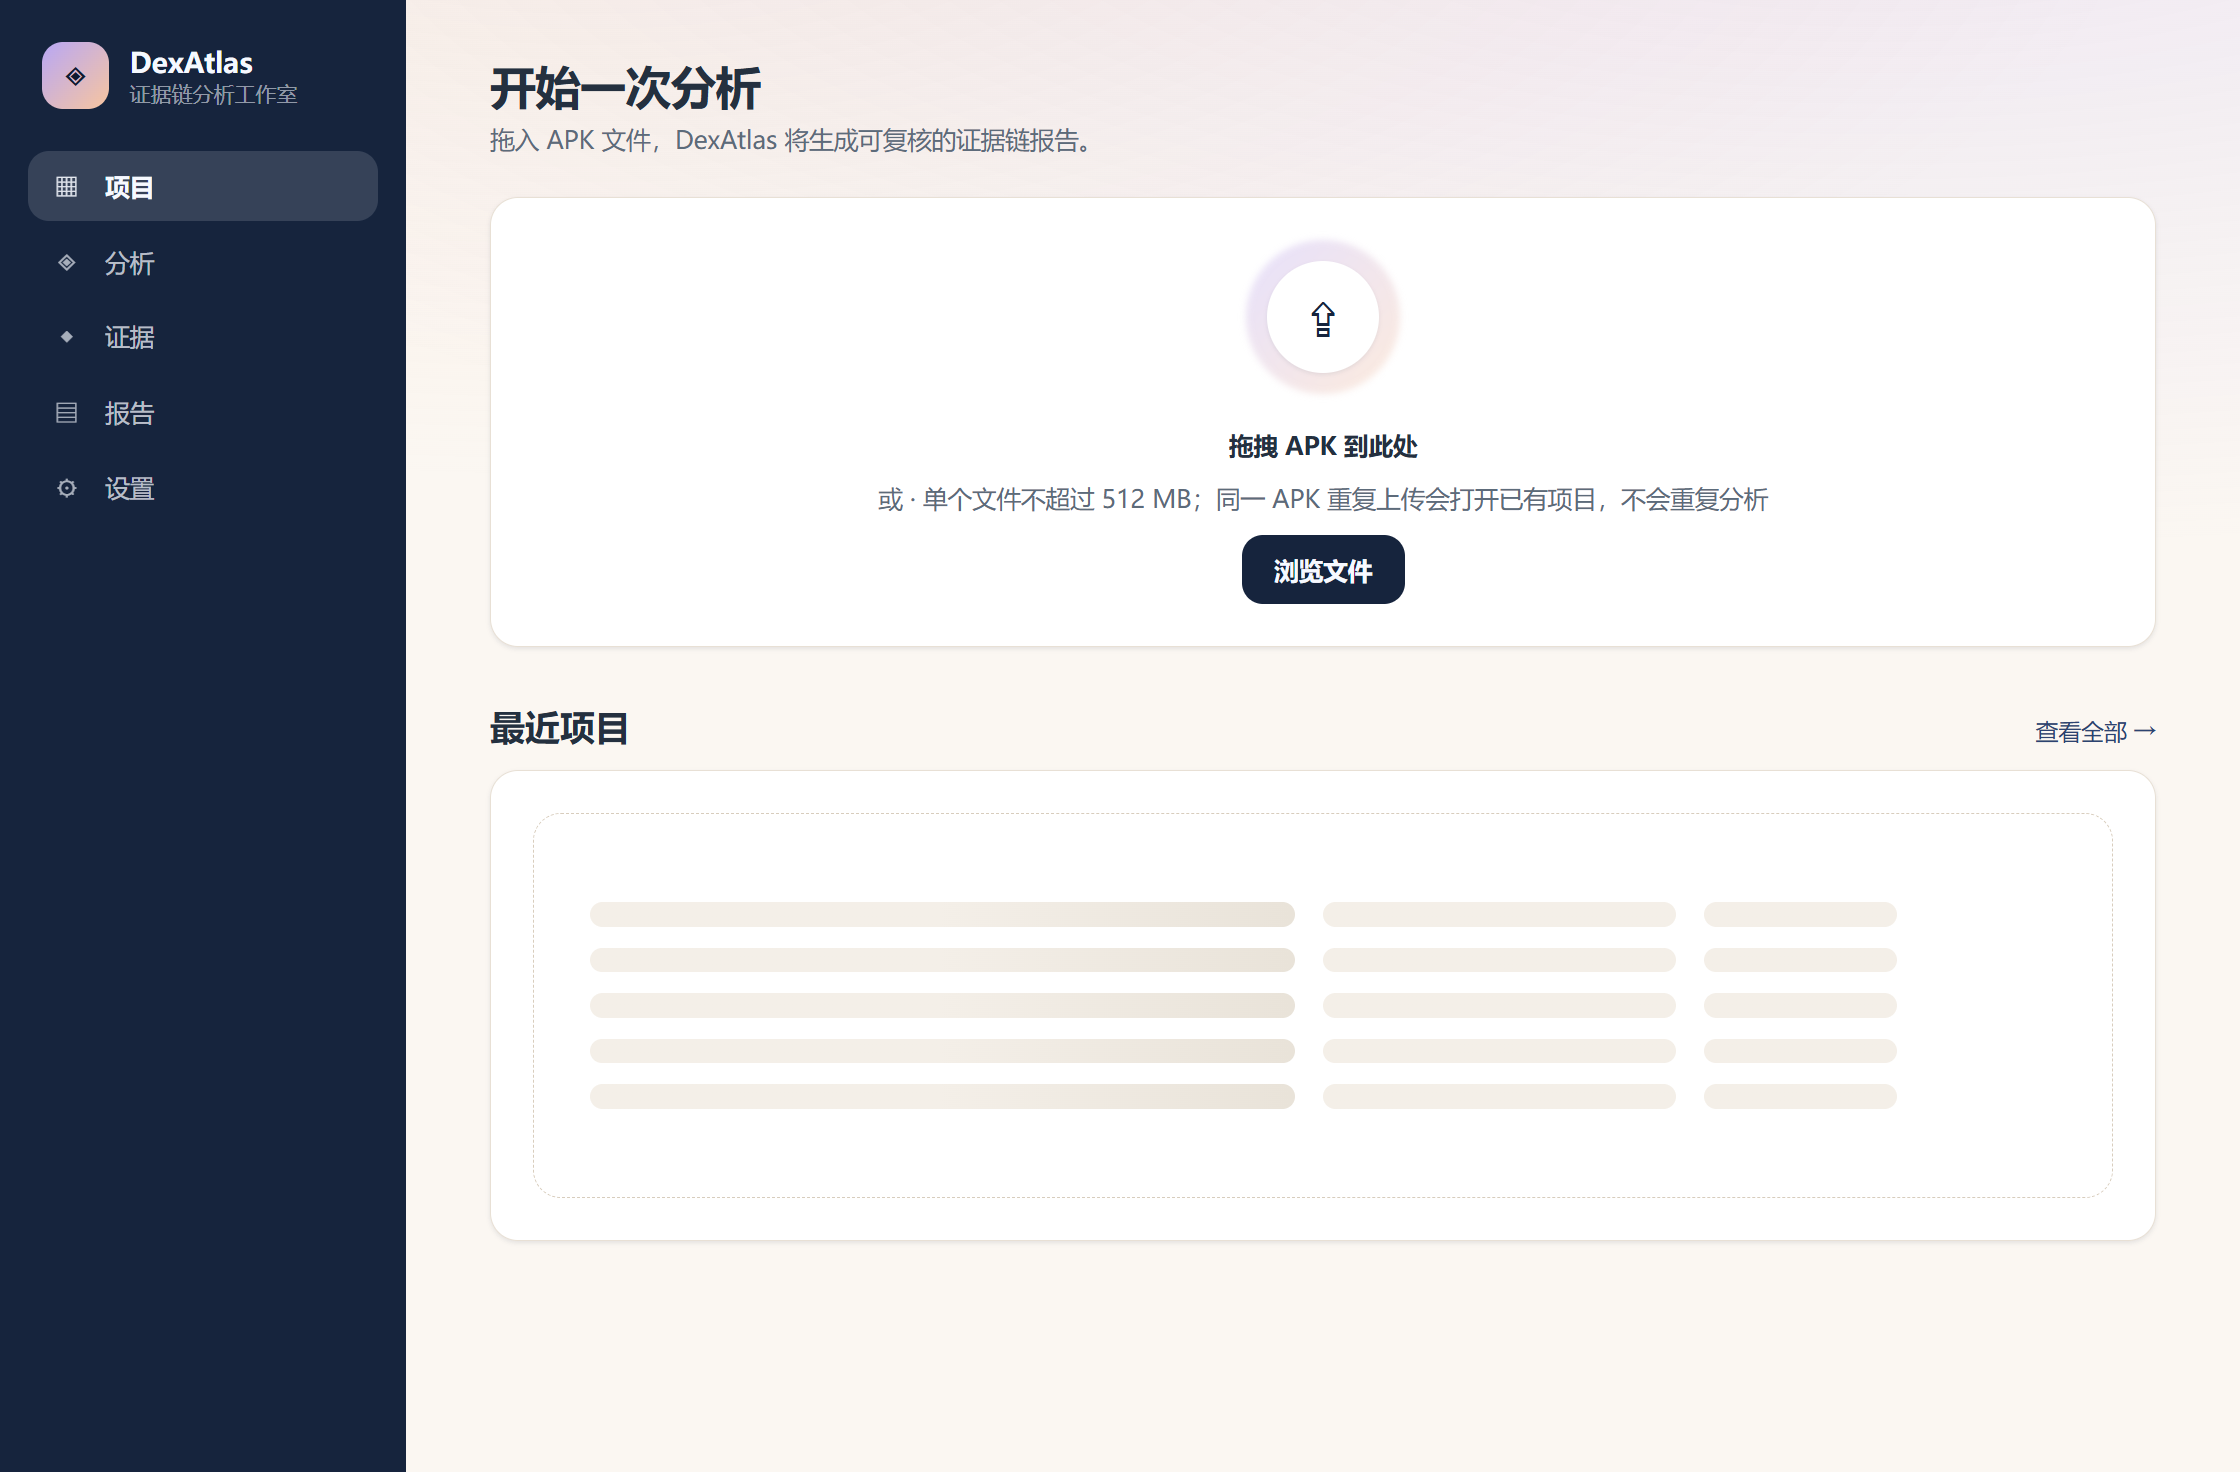 DexAtlas
证据链分析工作室
项目
分析
证据
报告
设置
开始一次分析
拖入 APK 文件，DexAtlas 将生成可复核的证据链报告。
拖拽 APK 到此处
或 · 单个文件不超过 512 MB；同一 APK 重复上传会打开已有项目，不会重复分析
浏览文件
最近项目
查看全部 →